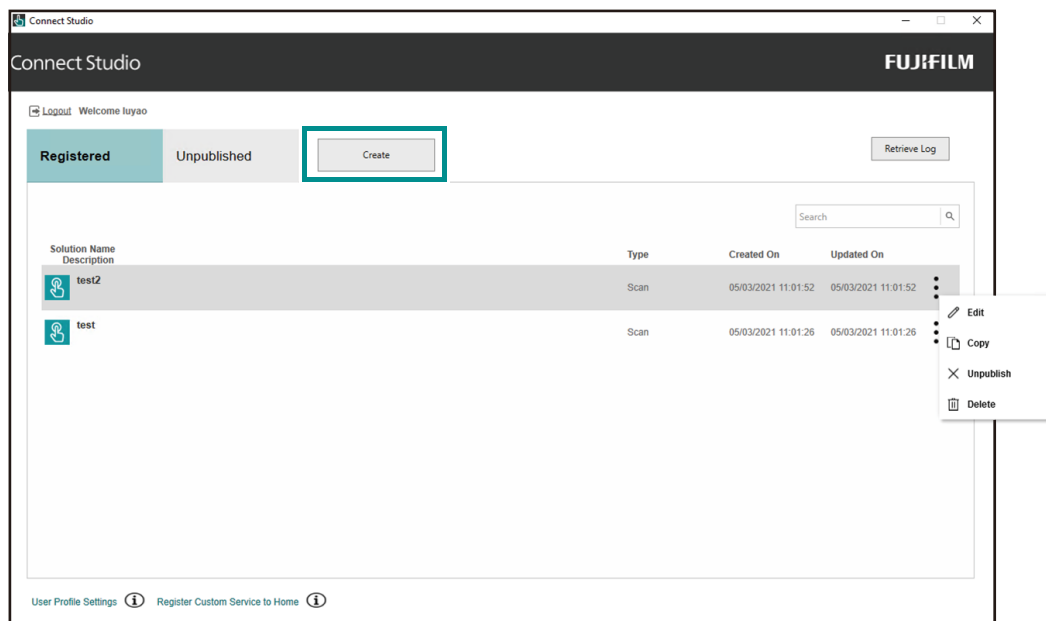 Connect Studio
Connect Studio
FUJIFILM
Logout Welcome luyao
Registered
Unpublished
Create
Retrieve Log
Search
Solution Name
Description
Type
Created On
Updated On
test2
Scan
05/03/2021 11:01:52
05/03/2021 11:01:52
Edit
test
Scan
05/03/2021 11:01:26
05/03/2021 11:01:26
Copy
Unpublish
Delete
User Profile Settings
Register Custom Service to Home